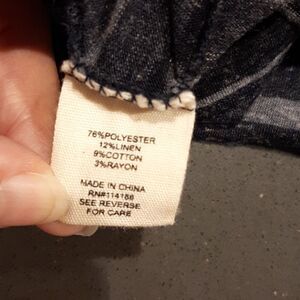 76%POLYESTER
12%LINEN
9%COTTON
3%RAYON
MADE IN CHINA
RN#114186
SEE REVERSE
FOR CARE